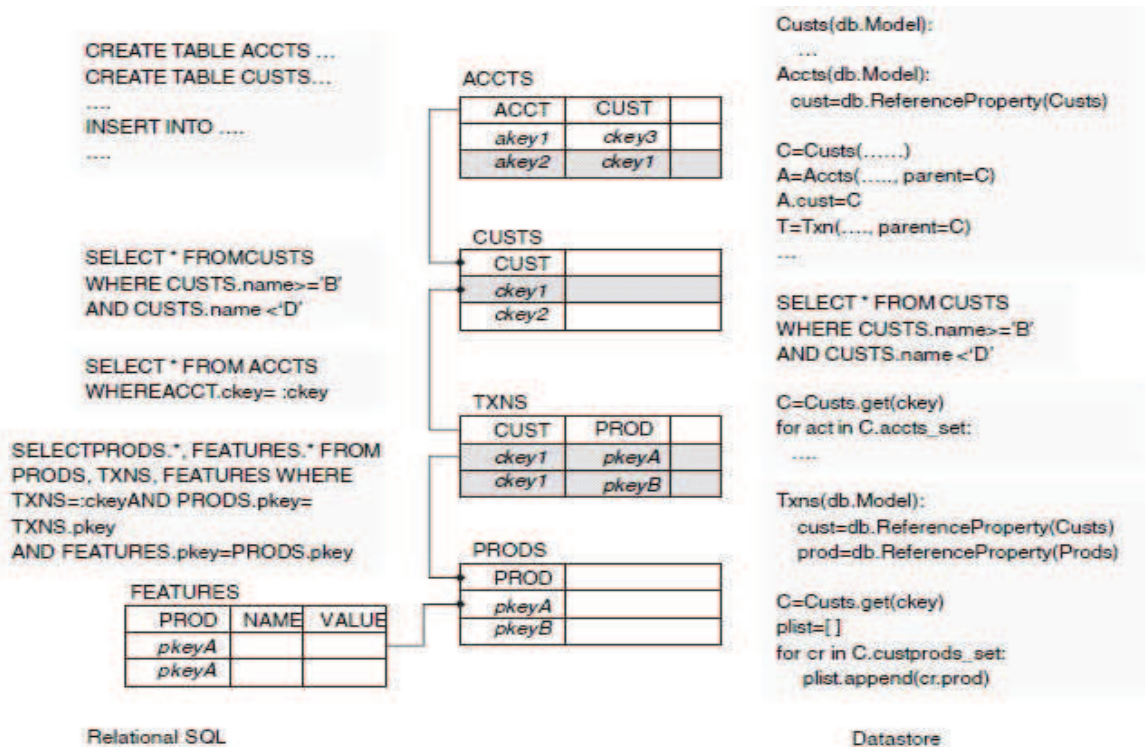 CREATE TABLE ACCTS ...
CREATE TABLE CUSTS...
....
INSERT INTO ....
....
SELECT * FROMCUSTS
WHERE CUSTS.name>='B'
AND CUSTS.name <'D'
SELECT * FROM ACCTS
WHEREACCT.ckey= :ckey
SELECTPRODS.*, FEATURES.* FROM
PRODS, TXNS, FEATURES WHERE
TXNS=:ckeyAND PRODS.pkey=
TXNS.pkey
AND FEATURES.pkey=PRODS.pkey
FEATURES
PROD NAME VALUE
pkeyA
pkeyA
Relational SQL
ACCTS
ACCT CUST
akey1 ckey3
akey2 ckey1
CUSTS
CUST
ckey1
ckey2
TXNS
CUST PROD
ckey1 pkeyA
ckey1 pkeyB
PRODS
PROD
pkeyA
pkeyB
Custs(db.Model):
...
Accts(db.Model):
cust=db.ReferenceProperty(Custs)
C=Custs(......)
A=Accts(....., parent=C)
A.cust=C
T=Txn(...., parent=C)
...
SELECT * FROM CUSTS
WHERE CUSTS.name>='B'
AND CUSTS.name <'D'
C=Custs.get(ckey)
for act in C.accts_set:
....
Txns(db.Model):
cust=db.ReferenceProperty(Custs)
prod=db.ReferenceProperty(Prods)
C=Custs.get(ckey)
plist=[ ]
for cr in C.custprods_set:
plist.append(cr.prod)
Datastore